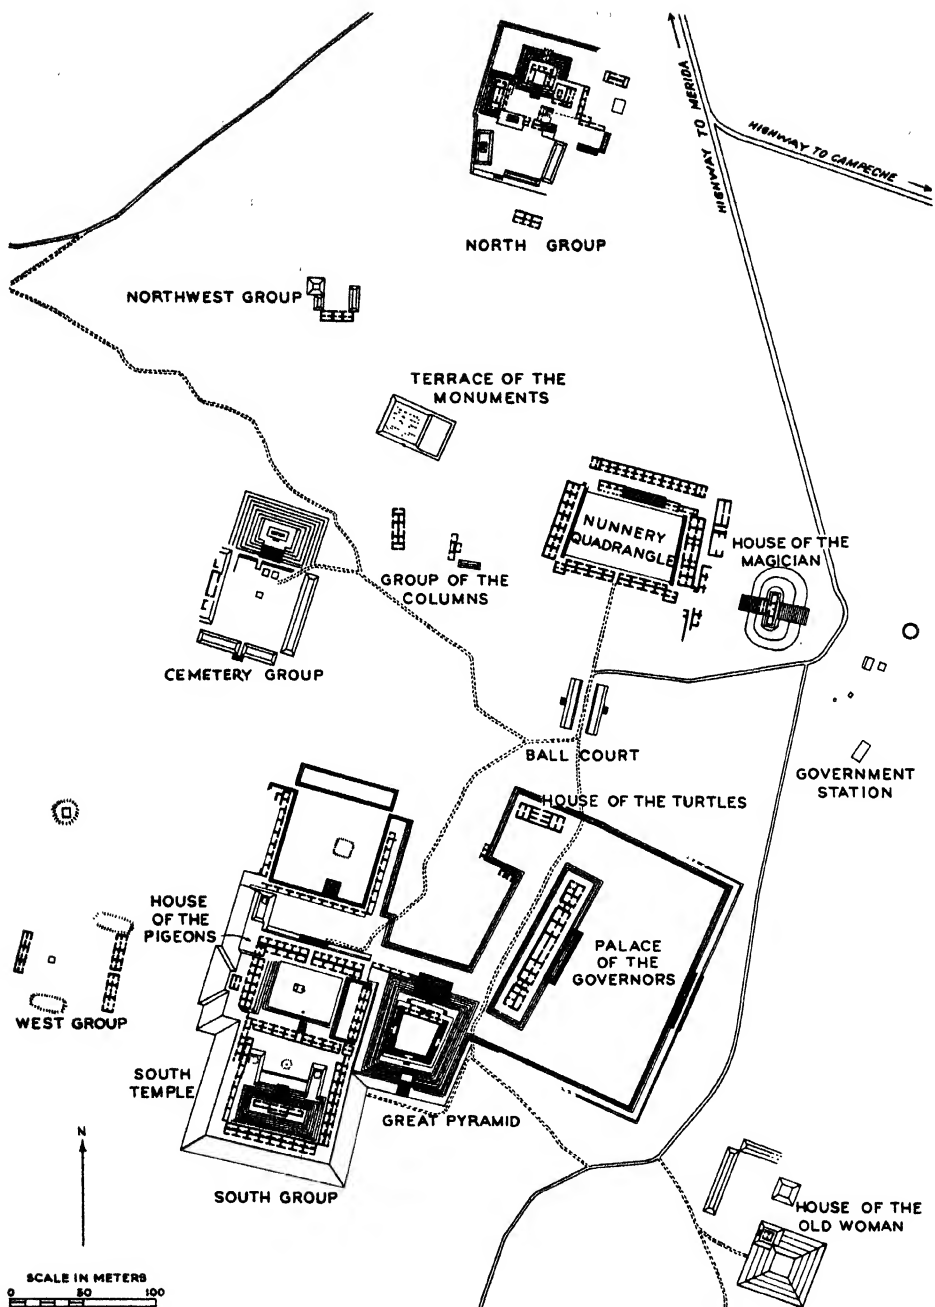 HIGHWAY TO MERIDA
HIGHWAY TO CAMPECHE
NORTH GROUP
NORTHWEST GROUP
TERRACE OF THE
MONUMENTS
NUNNERY
QUADRANGLE
HOUSE OF THE
MAGICIAN
GROUP OF THE
COLUMNS
CEMETERY GROUP
BALL COURT
GOVERNMENT
STATION
HOUSE OF THE TURTLES
HOUSE
OF THE
PIGEONS
PALACE
OF THE
GOVERNORS
WEST GROUP
SOUTH
TEMPLE
GREAT PYRAMID
SOUTH GROUP
HOUSE OF THE
OLD WOMAN
N
SCALE IN METERS
0 50 100